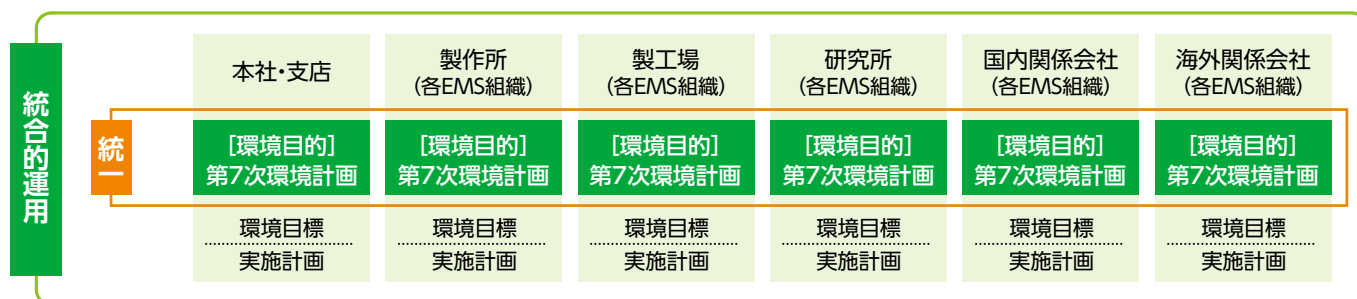 統合的運用
統一
本社・支店
[環境目的]
第7次環境計画
環境目標
実施計画
製作所
(各EMS組織)
[環境目的]
第7次環境計画
環境目標
実施計画
製工場
(各EMS組織)
[環境目的]
第7次環境計画
環境目標
実施計画
研究所
(各EMS組織)
[環境目的]
第7次環境計画
環境目標
実施計画
国内関係会社
(各EMS組織)
[環境目的]
第7次環境計画
環境目標
実施計画
海外関係会社
(各EMS組織)
[環境目的]
第7次環境計画
環境目標
実施計画